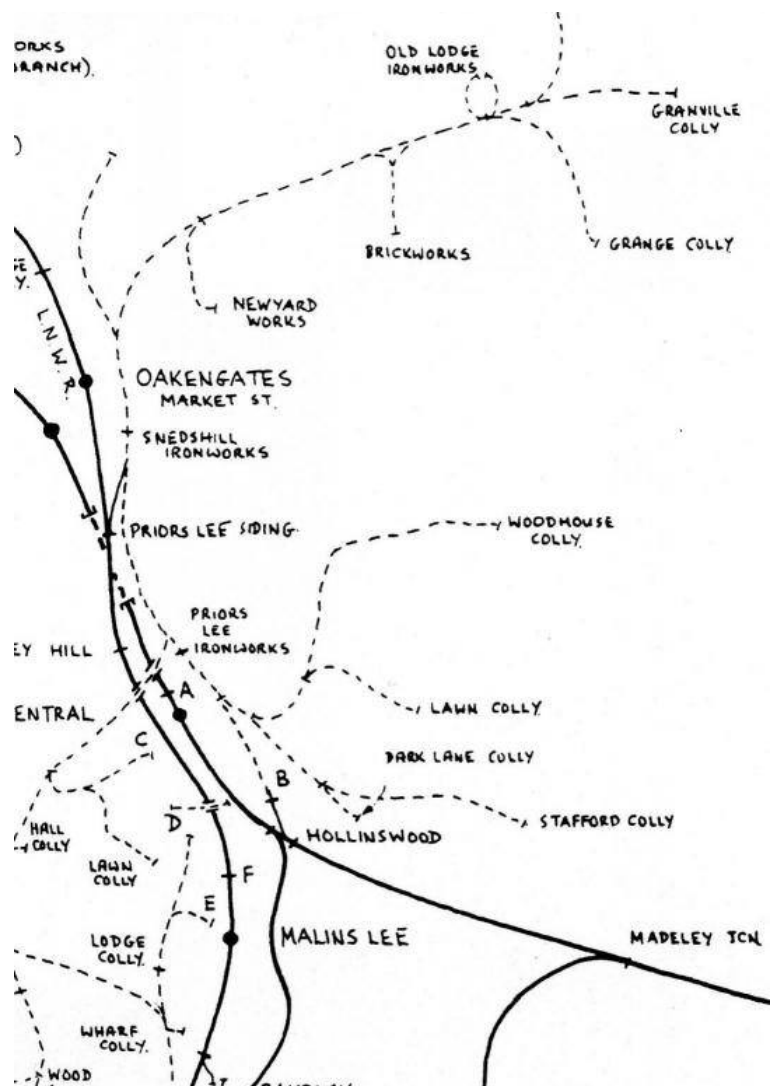 ORKS
BRANCH).
OLD LODGE
IRONWORKS
GRANVILLE
COLLY
)
GE
Y.
BRICKWORKS
GRANGE COLLY
NEWYARD
WORKS
L.N.W.R.
OAKENGATES
MARKET ST.
SNEDSHILL
IRONWORKS
PRIORS LEE SIDING.
WOODHOUSE
COLLY.
PRIORS
LEE
IRONWORKS
EY HILL
A
LAWN COLLY.
ENTRAL
C
DARK LANE COLLY
B
D
STAFFORD COLLY
HALL
COLLY
HOLLINSWOOD
LAWN
COLLY
F
E
MALINS LEE
MADELEY JCN
LODGE
COLLY.
WHARF
COLLY.
WOOD